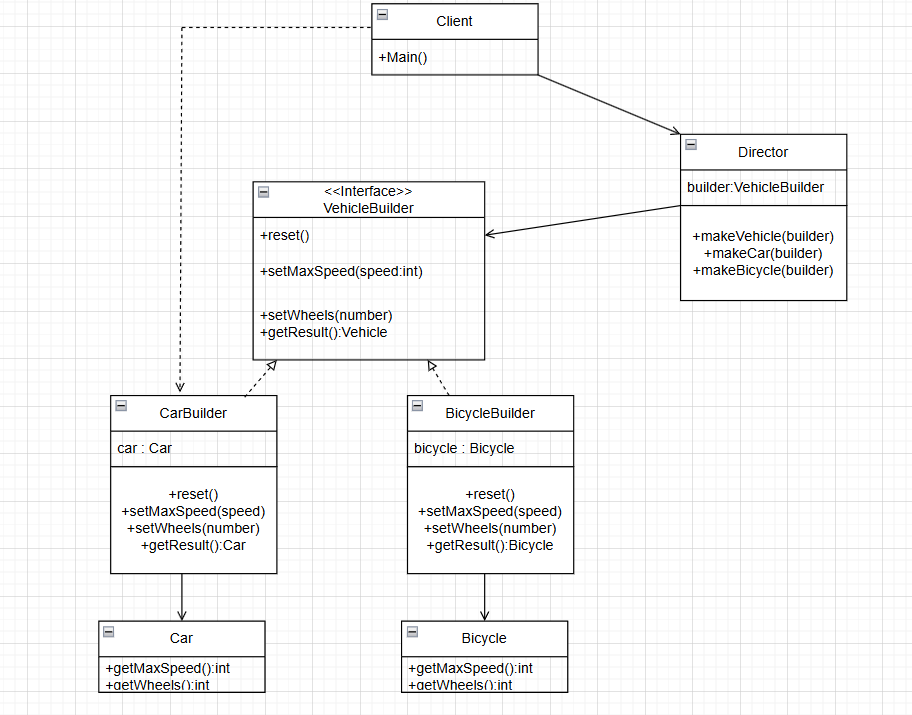 Client
+Main()
Director
builder:VehicleBuilder
+makeVehicle(builder)
+makeCar(builder)
+makeBicycle(builder)
<<Interface>>
VehicleBuilder
+reset()
+setMaxSpeed(speed:int)
+setWheels(number)
+getResult():Vehicle
CarBuilder
car : Car
+reset()
+setMaxSpeed(speed)
+setWheels(number)
+getResult():Car
BicycleBuilder
bicycle : Bicycle
+reset()
+setMaxSpeed(speed)
+setWheels(number)
+getResult():Bicycle
Car
+getMaxSpeed():int
+getWheels():int
Bicycle
+getMaxSpeed():int
+getWheels():int